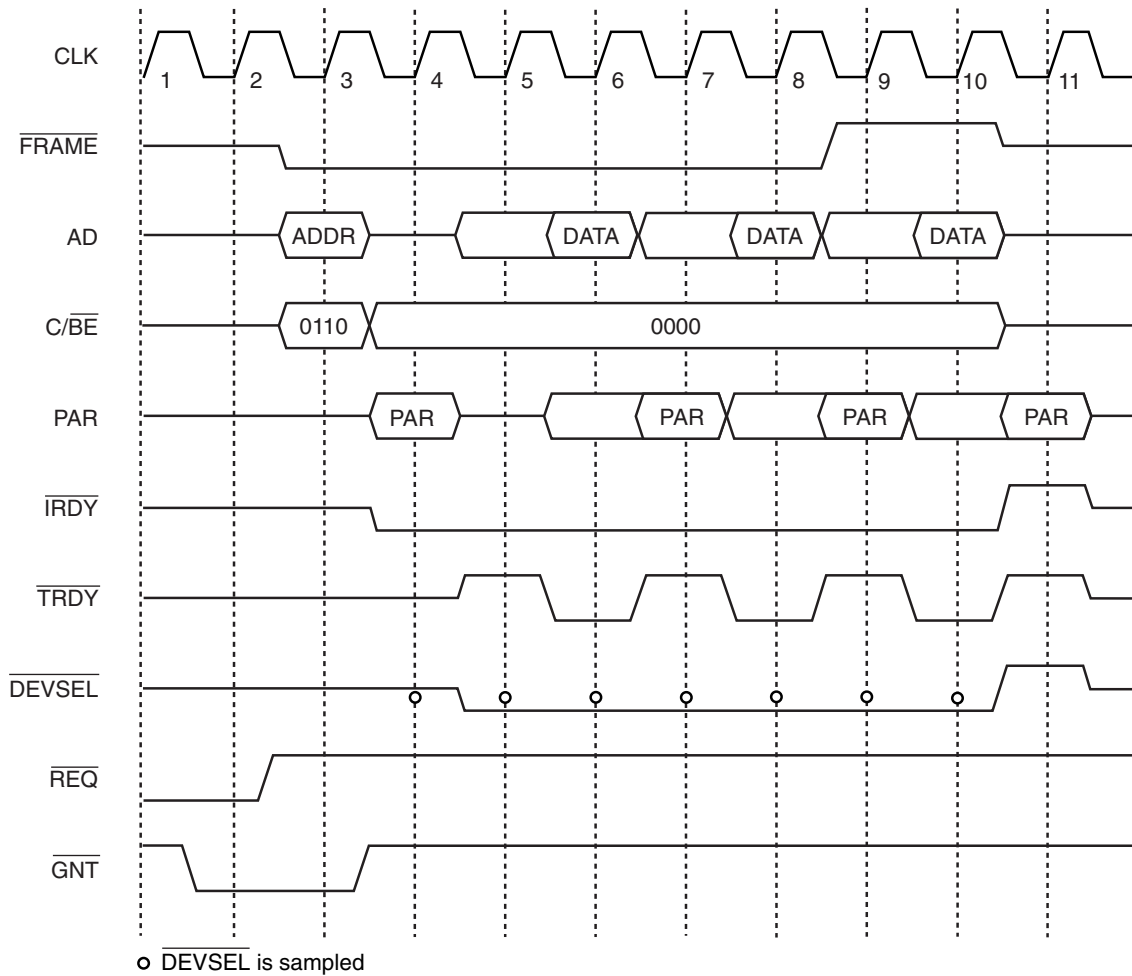 CLK
1 2 3 4 5 6 7 8 9 10 11
FRAME
AD ADDR DATA DATA DATA
C/BE 0110 0000
PAR PAR PAR PAR PAR
IRDY
TRDY
DEVSEL
REQ
GNT
DEVSEL is sampled